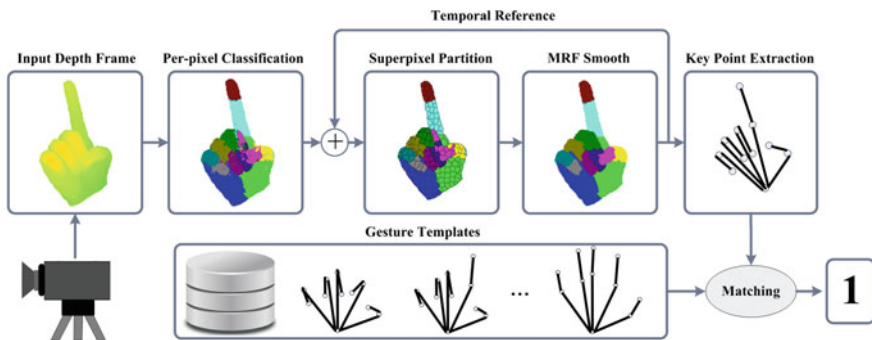 Temporal Reference
Input Depth Frame
Per-pixel Classification
Superpixel Partition
MRF Smooth
Key Point Extraction
+
Gesture Templates
...
Matching
1